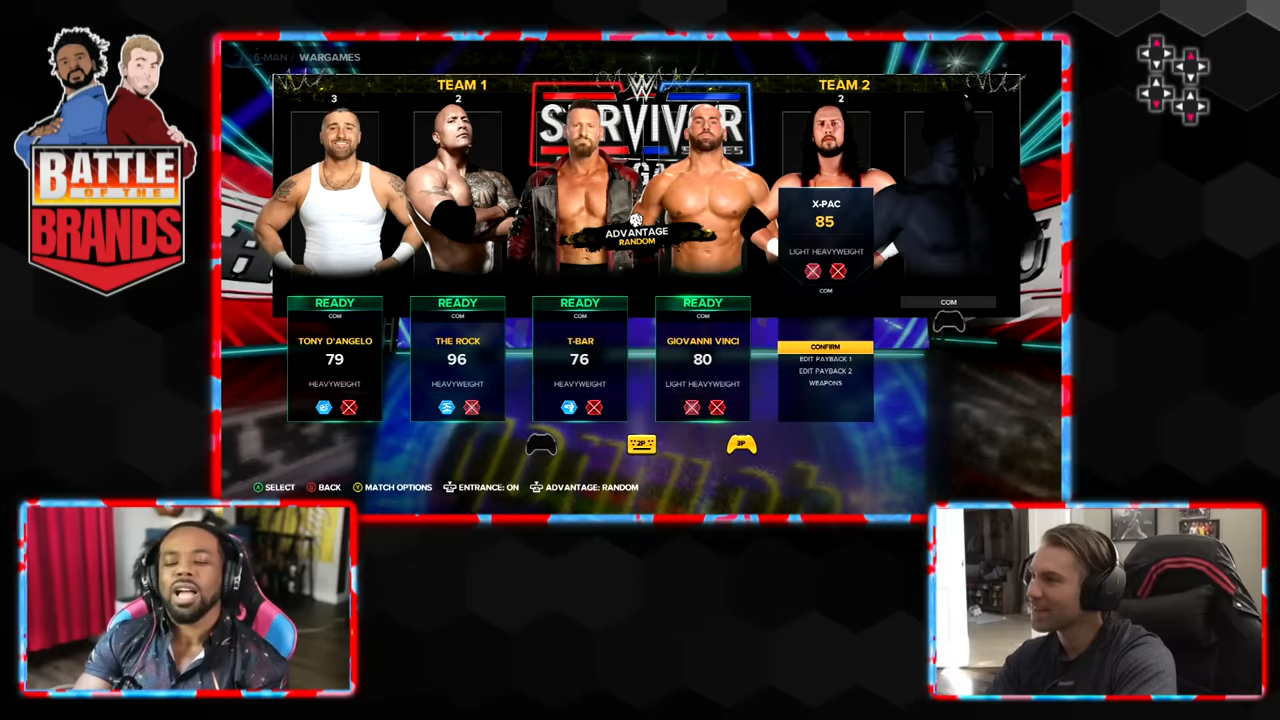 6-MAN / WARGAMES
TEAM 1
TEAM 2
3
2
2
W
SURVIVOR
SERIES
ADVANTAGE
RANDOM
X-PAC
85
LIGHT HEAVYWEIGHT
COM
COM
READY
COM
TONY D'ANGELO
79
HEAVYWEIGHT
READY
COM
THE ROCK
96
HEAVYWEIGHT
READY
COM
T-BAR
76
HEAVYWEIGHT
READY
COM
GIOVANNI VINCI
80
LIGHT HEAVYWEIGHT
CONFIRM
EDIT PAYBACK 1
EDIT PAYBACK 2
WEAPONS
2P
3P
A SELECT
B BACK
Y MATCH OPTIONS
ENTRANCE: ON
ADVANTAGE: RANDOM
BATTLE
OF THE
BRANDS